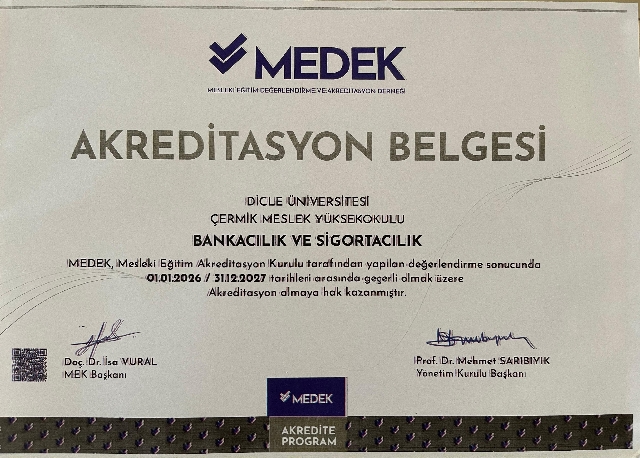 MEDEK
MESLEKİ EĞİTİM DEĞERLENDİRME VE AKREDİTASYON DERNEĞİ
AKREDİTASYON BELGESİ
DİCLE ÜNİVERSİTESİ
ÇERMİK MESLEK YÜKSEKOKULU
BANKACILIK VE SİGORTACILIK
MEDEK, Mesleki Eğitim Akreditasyon Kurulu tarafından yapılan değerlendirme sonucunda
01.01.2026 / 31.12.2027 tarihleri arasında geçerli olmak üzere
Akreditasyon almaya hak kazanmıştır.
Doç. Dr. İsa VURAL
MEK Başkanı
Prof. Dr. Mehmet SARIBIYIK
Yönetim Kurulu Başkanı
MEDEK
AKREDİTE
PROGRAM